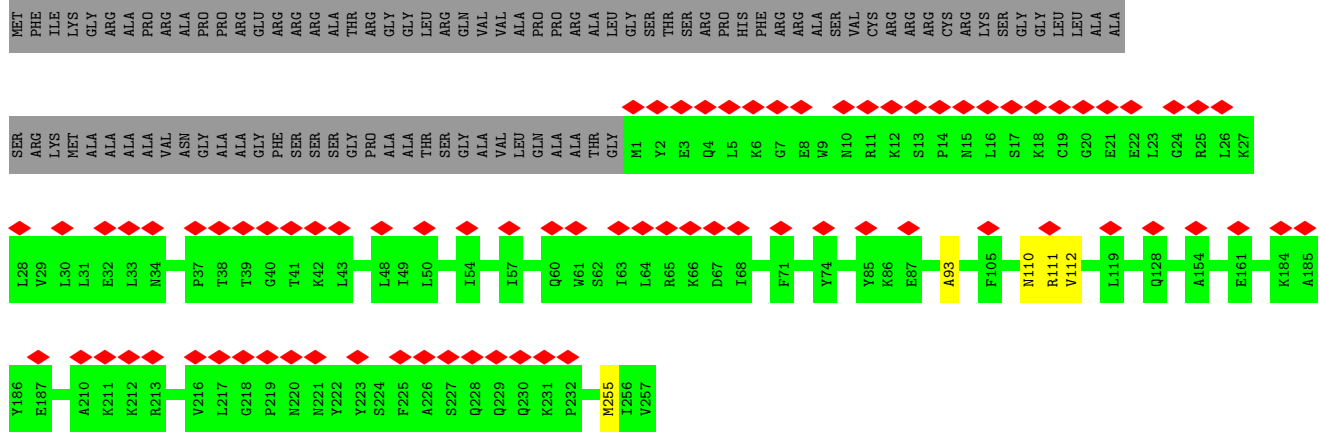 MET PHE ILE LYS GLY ARG ALA PRO ARG ALA PRO PRO ARG GLU ARG ARG ARG ALA THR ARG GLY GLY LEU ARG GLN VAL VAL ALA PRO PRO ARG ALA LEU GLY SER THR SER ARG PRO HIS PHE ARG ARG ALA SER VAL CYS ARG ARG ARG CYS ARG LYS SER GLY GLY LEU LEU ALA ALA
SER ARG LYS MET ALA ALA ALA ALA VAL ASN GLY ALA ALA GLY PHE SER SER SER GLY PRO ALA ALA THR SER GLY ALA VAL LEU GLN ALA ALA THR GLY M1 Y2 E3 Q4 L5 K6 G7 E8 W9 N10 R11 K12 S13 P14 N15 L16 S17 K18 C19 G20 E21 E22 L23 G24 R25 L26 K27
L28 V29 L30 L31 E32 L33 N34 P37 T38 T39 G40 T41 K42 L43 L48 I49 L50 I54 I57 Q60 W61 S62 I63 L64 R65 K66 D67 I68 F71 Y74 Y85 K86 E87 A93 F105 N110 R111 V112 L119 Q128 A154 E161 K184 A185
Y186 E187 A210 K211 K212 R213 V216 L217 G218 P219 N220 N221 Y222 Y223 S224 F225 A226 S227 Q228 Q229 Q230 K231 P232 M255 I256 V257